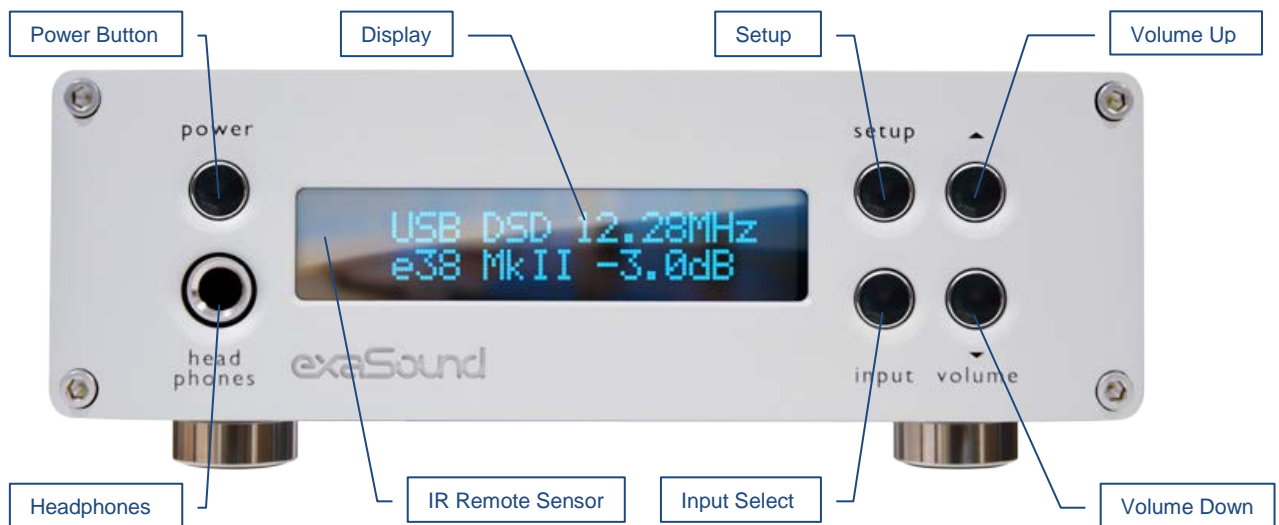 Power Button
Display
Setup
Volume Up
power
setup
USB DSD 12.28MHz
e38 MkII -3.0dB
head
phones
exaSound
input volume
Headphones
IR Remote Sensor
Input Select
Volume Down